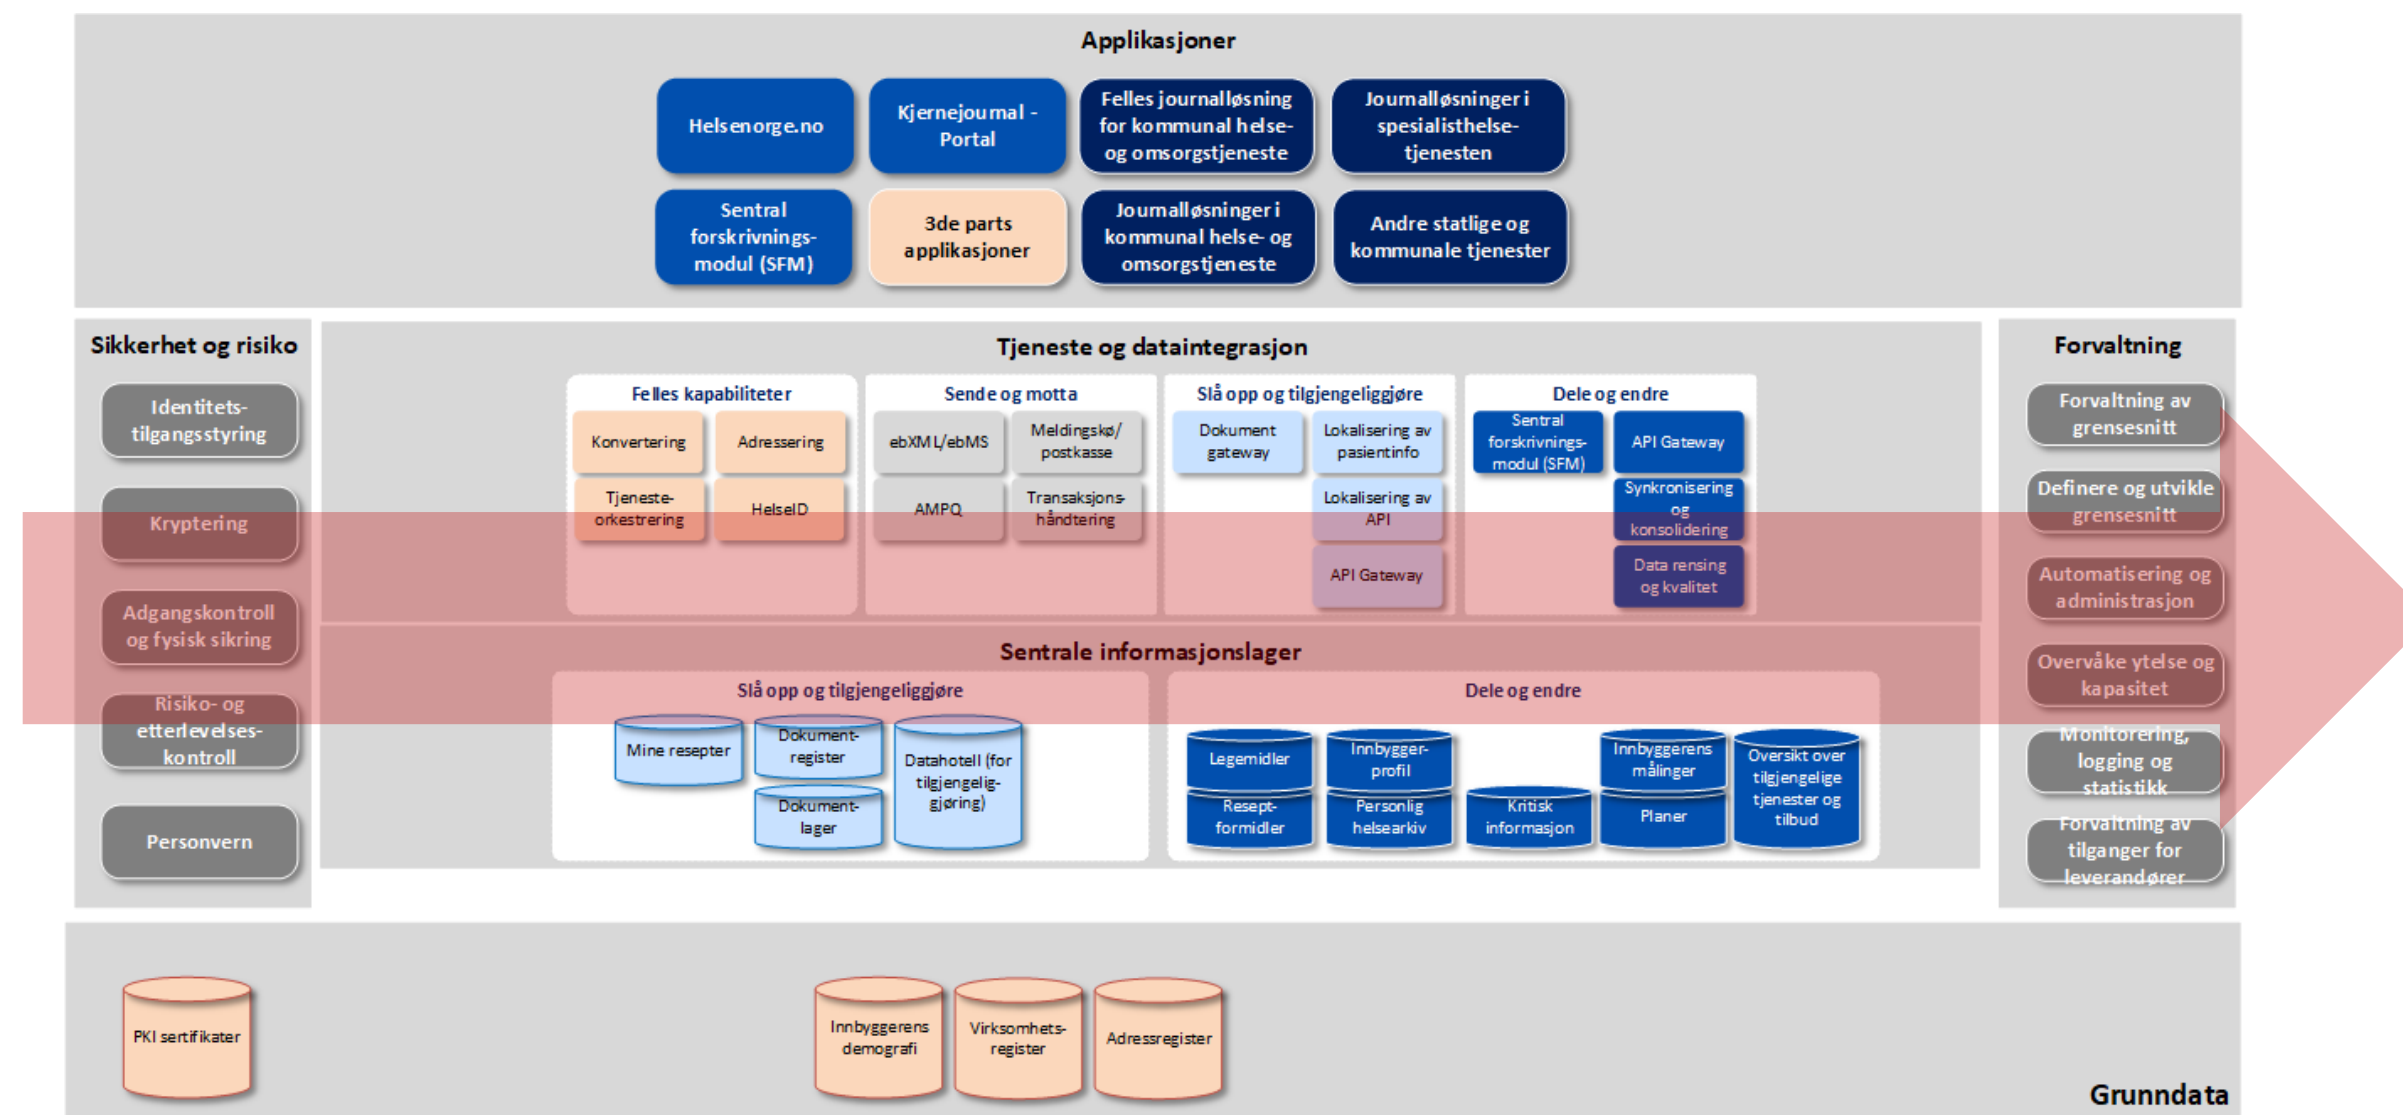 Applikasjoner
Helsenorge.no
Kjernejournal -
Portal
Felles journalløsning
for kommunal helse-
og omsorgstjeneste
Journalløsninger i
spesialisthelse-
tjenesten
Sentral
forskrivnings-
modul (SFM)
3de parts
applikasjoner
Journalløsninger i
kommunal helse- og
omsorgstjeneste
Andre statlige og
kommunale tjenester
Sikkerhet og risiko
Identitets-
tilgangsstyring
Kryptering
Adgangskontroll
og fysisk sikring
Risiko- og
etterlevelses-
kontroll
Personvern
Tjeneste og dataintegrasjon
Felles kapabiliteter
Konvertering
Adressering
Tjeneste-
orkestrering
HelseID
Sende og motta
ebXML/ebMS
Meldingskø/
postkasse
AMPQ
Transaksjons-
håndtering
Slå opp og tilgjengeliggjøre
Dokument
gateway
Lokalisering av
pasientinfo
Lokalisering av
API
API Gateway
Dele og endre
Sentral
forskrivnings-
modul (SFM)
API Gateway
Synkronisering
og
konsolidering
Data rensing
og kvalitet
Sentrale informasjonslager
Slå opp og tilgjengeliggjøre
Mine resepter
Dokument-
register
Dokument-
lager
Datahotell (for
tilgjengelig-
gjøring)
Dele og endre
Legemidler
Resept-
formidler
Innbygger-
profil
Personlig
helsearkiv
Kritisk
informasjon
Innbyggerens
målinger
Planer
Oversikt over
tilgjengelige
tjenester og
tilbud
Forvaltning
Forvaltning av
grensesnitt
Definere og utvikle
grensesnitt
Automatisering og
administrasjon
Overvåke ytelse og
kapasitet
Monitorering,
logging og
statistikk
Forvaltning av
tilganger for
leverandører
PKI sertifikater
Innbyggerens
demografi
Virksomhets-
register
Adressregister
Grunndata